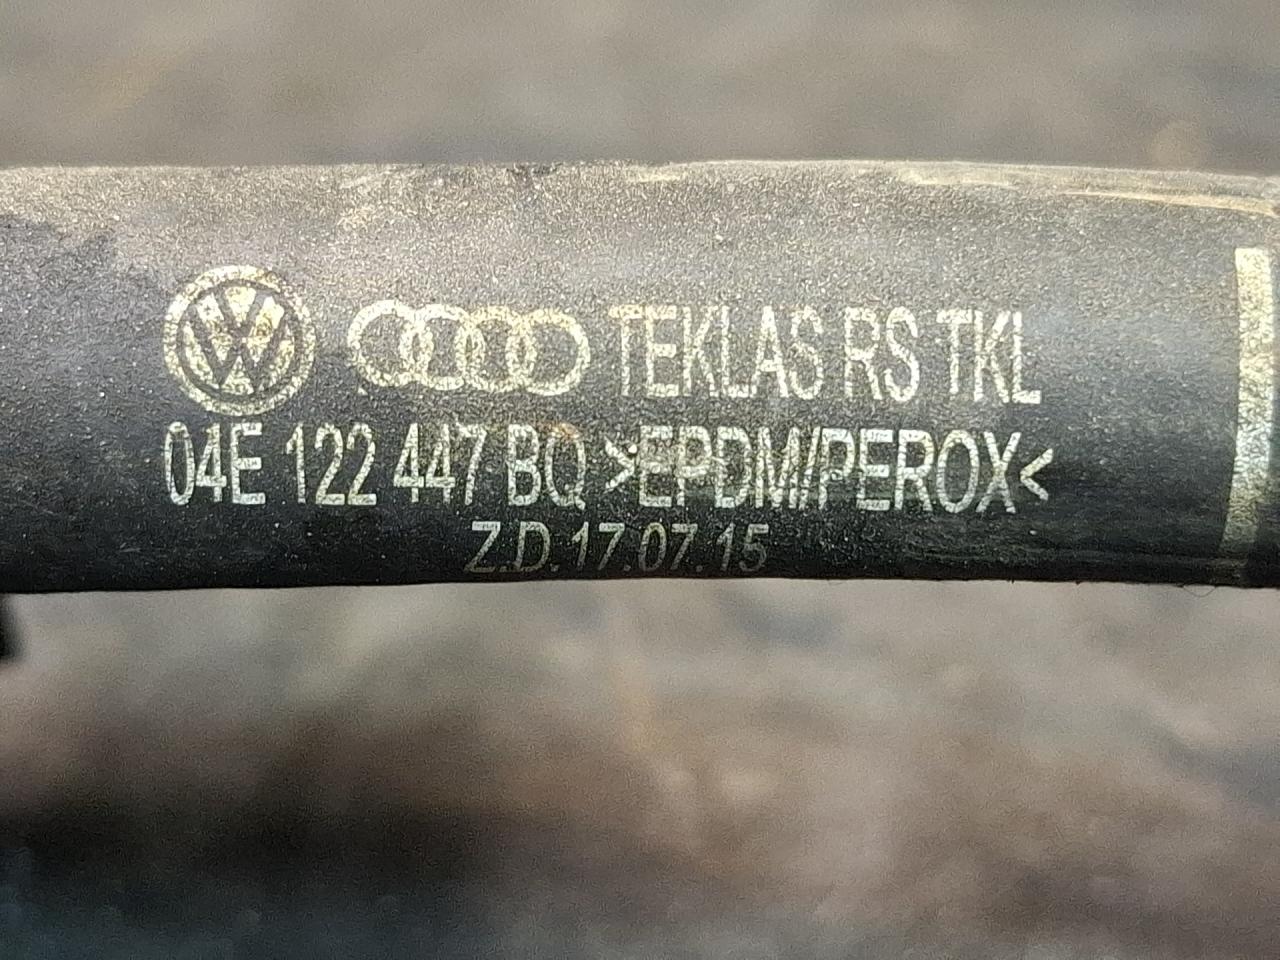 TEKLAS RS TKL
04E 122 447 BQ >EPDM/PEROX<
Z.D.17.07.15